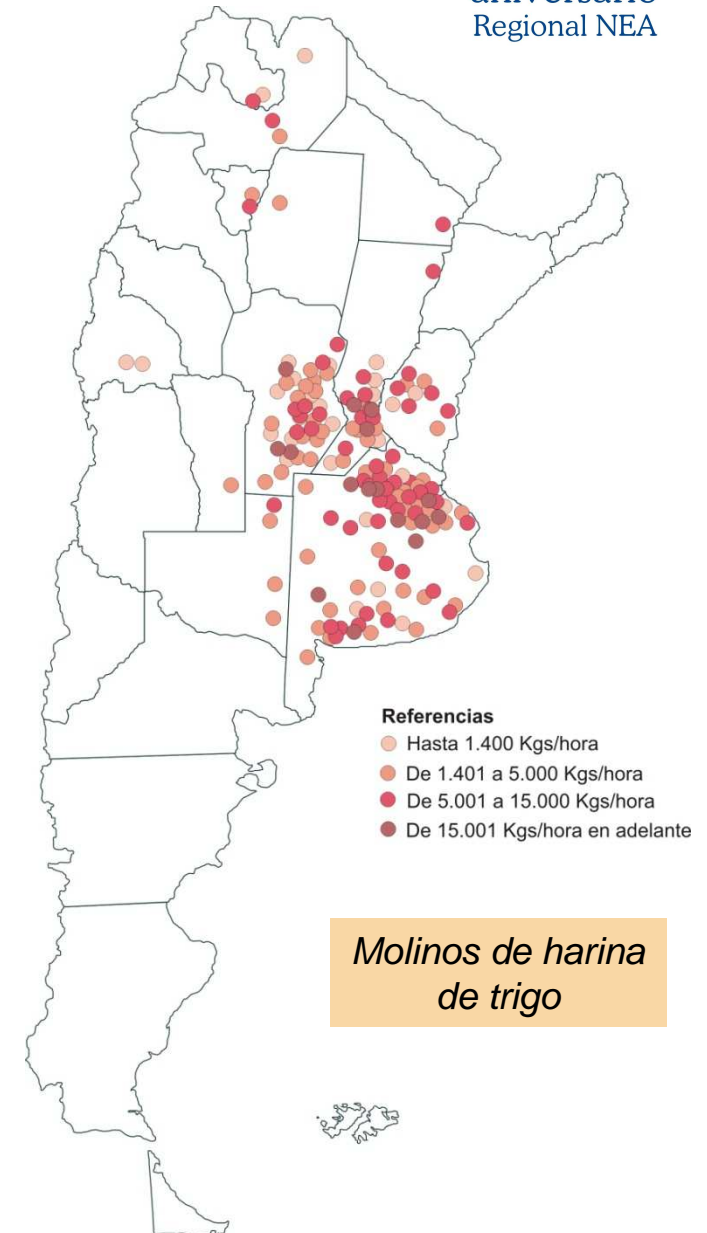 aniversario
Regional NEA
Referencias
Hasta 1.400 Kgs/hora
De 1.401 a 5.000 Kgs/hora
De 5.001 a 15.000 Kgs/hora
De 15.001 Kgs/hora en adelante
Molinos de harina
de trigo